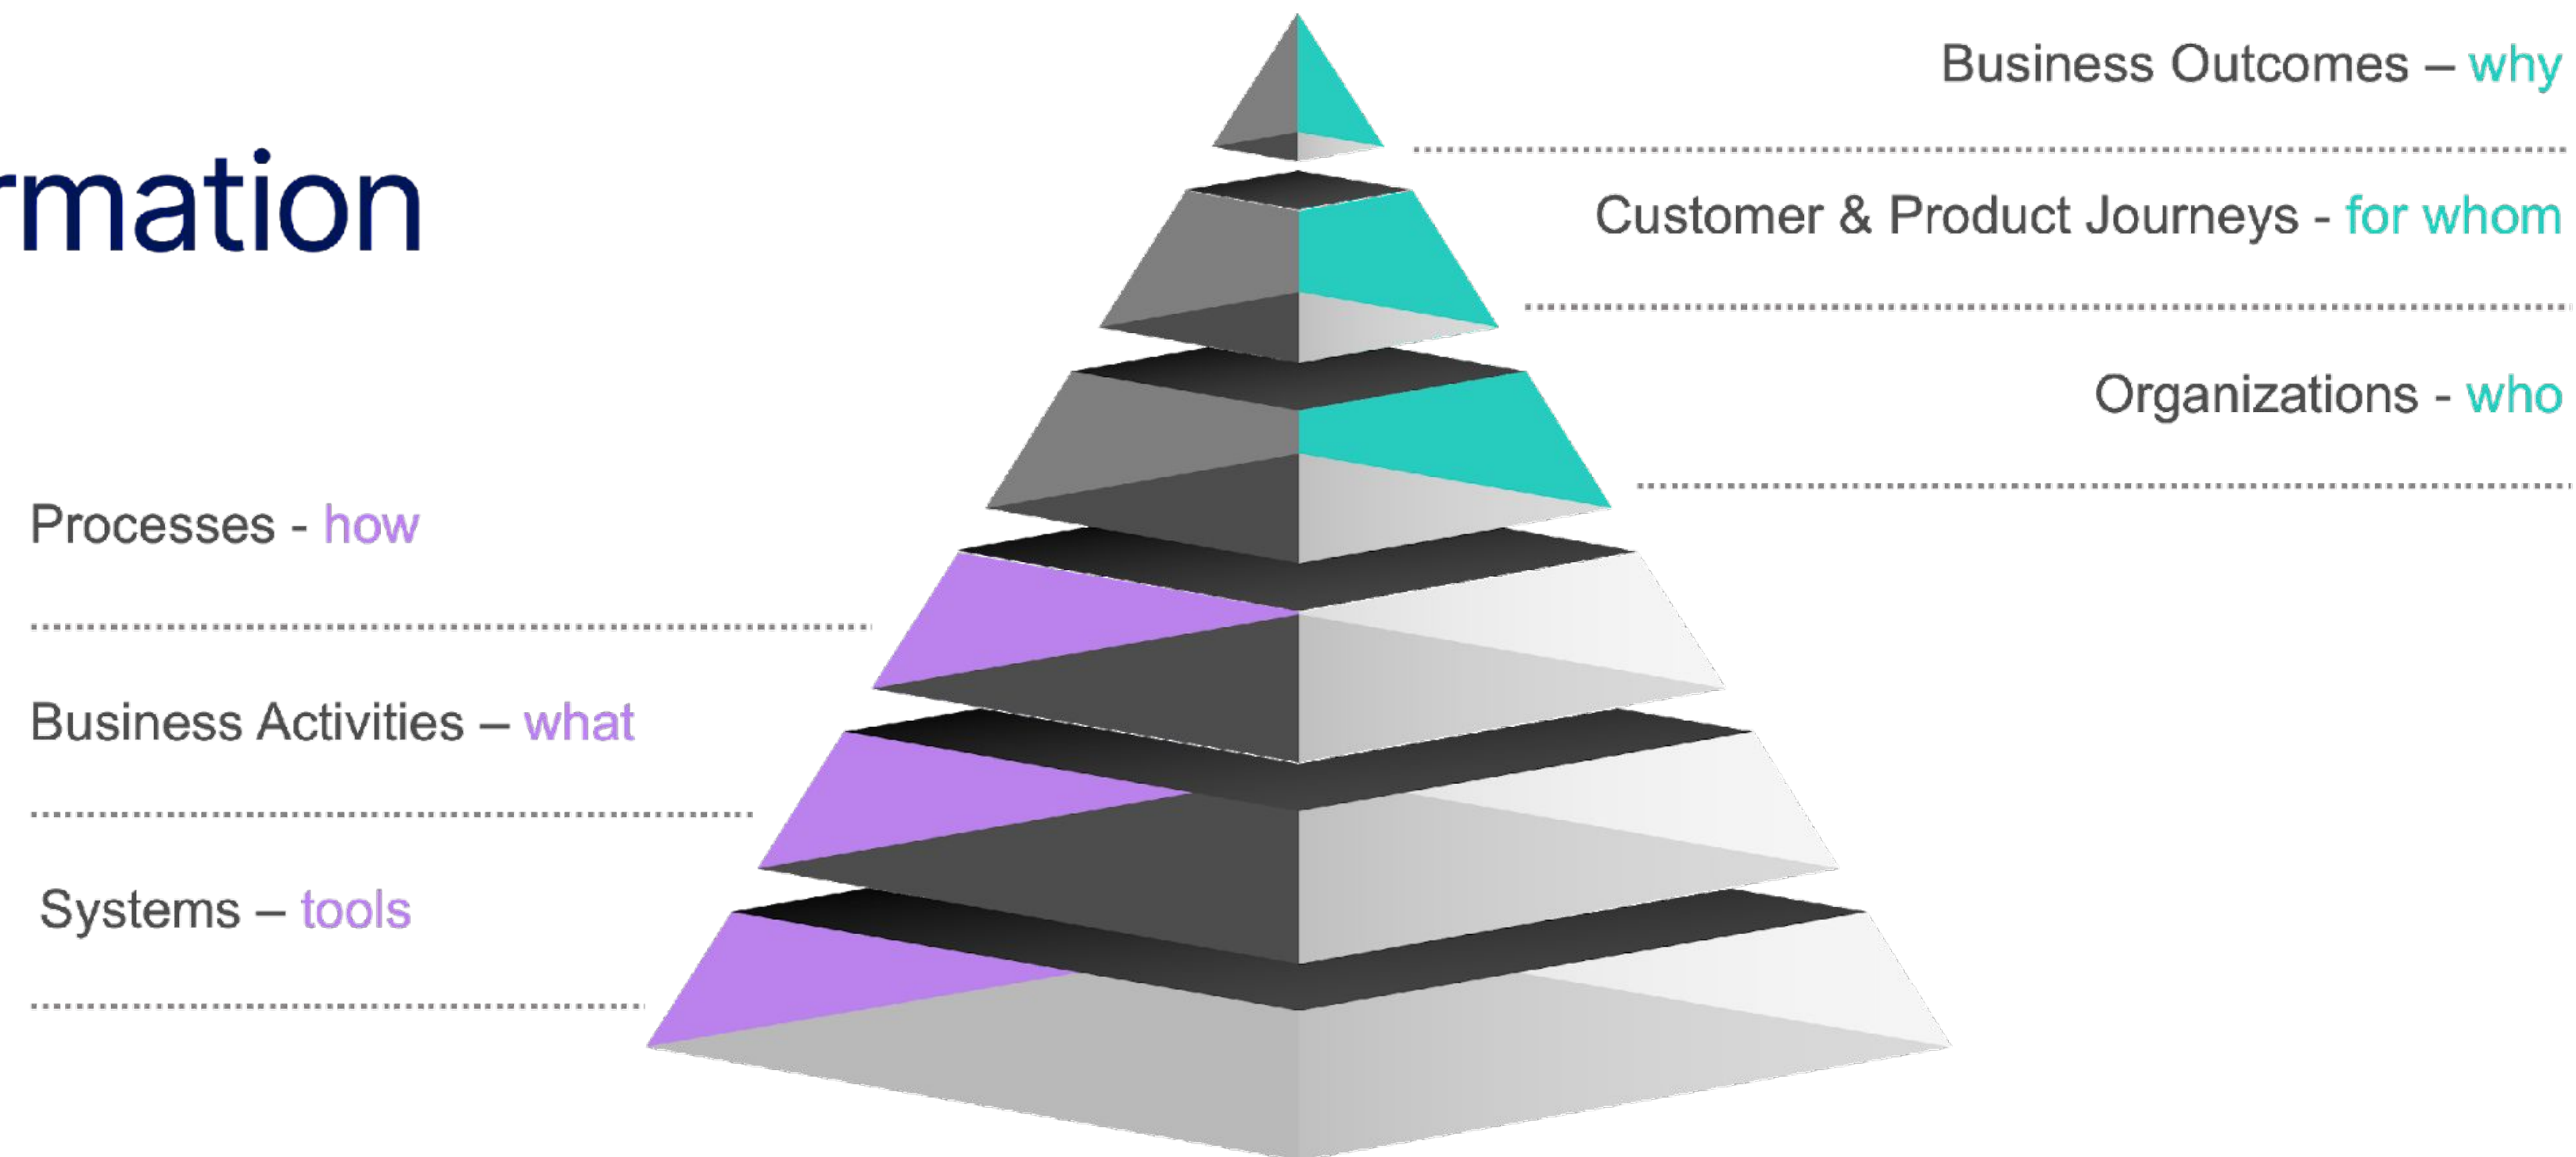 rmation
Business Outcomes – why
Customer & Product Journeys - for whom
Organizations - who
Processes - how
Business Activities – what
Systems – tools